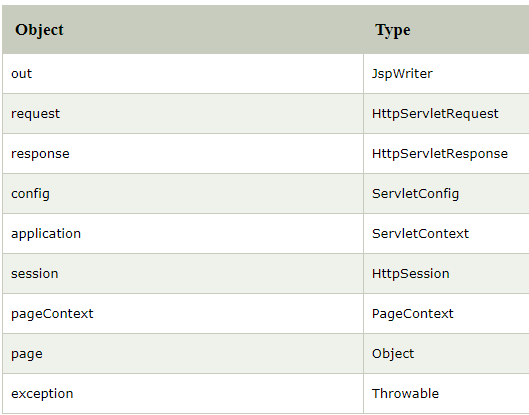 Object Type
out JspWriter
request HttpServletRequest
response HttpServletResponse
config ServletConfig
application ServletContext
session HttpSession
pageContext PageContext
page Object
exception Throwable